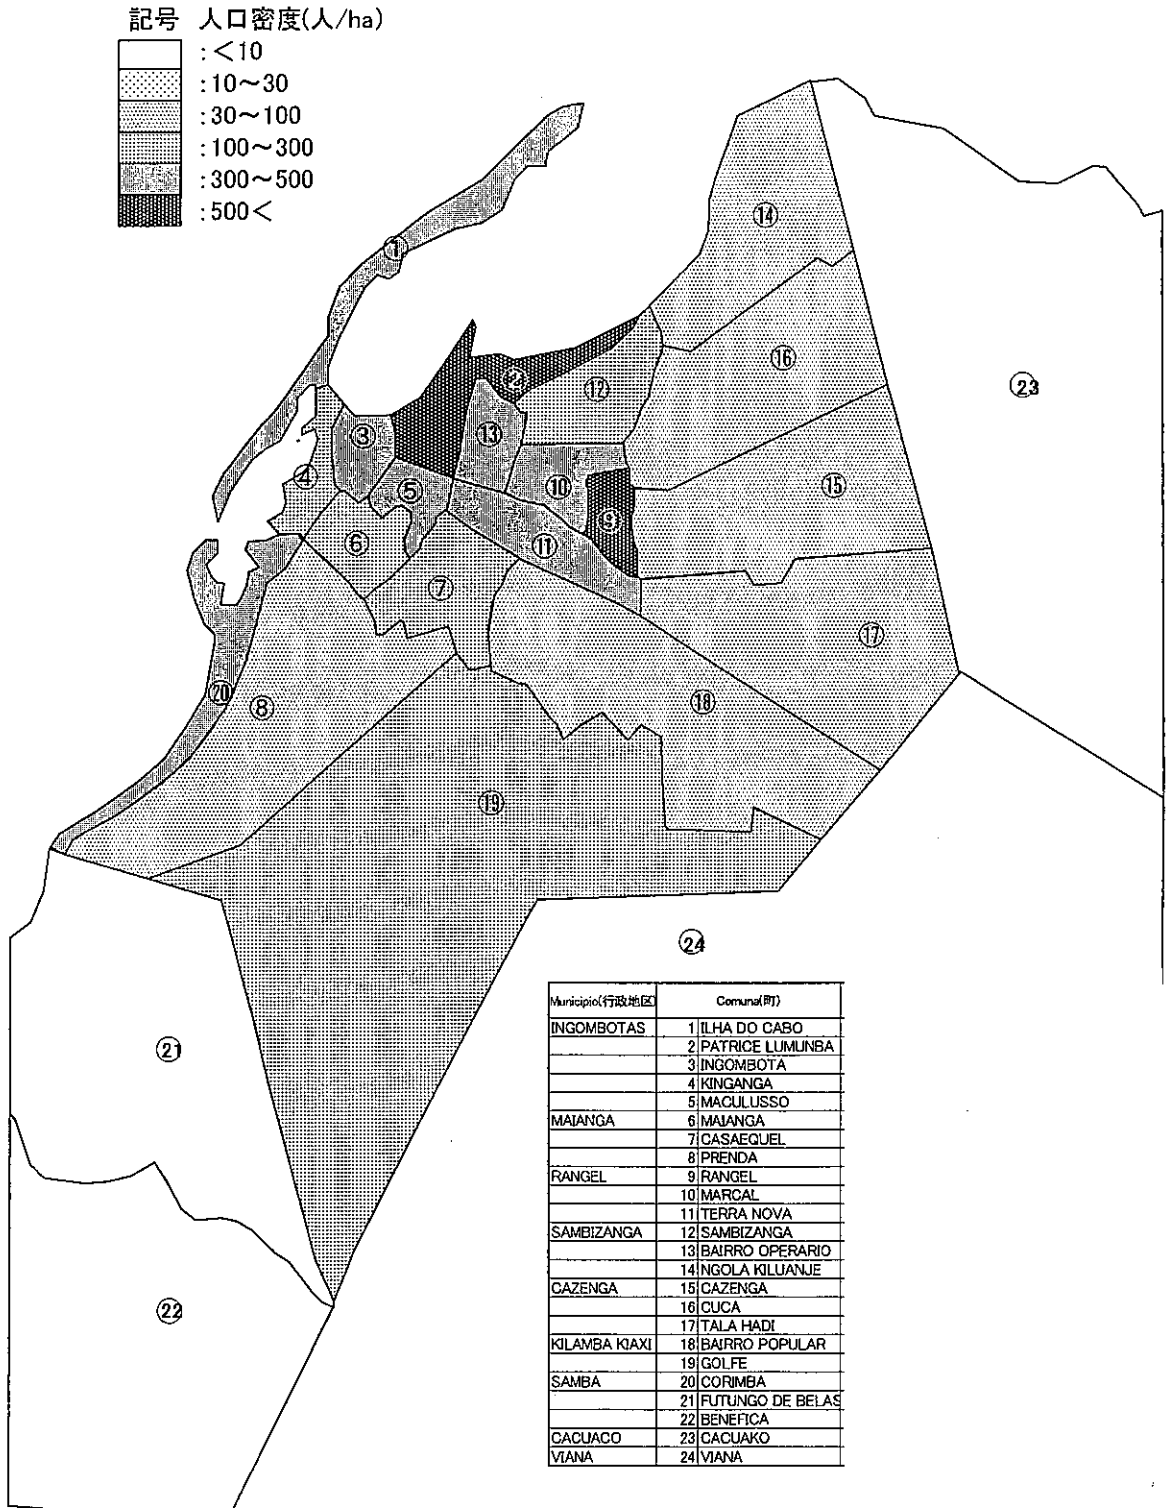 記号 人口密度(人/ha)
:<10
:10～30
:30～100
:100～300
:300～500
:500<
①
⑭
⑯
㉓
⑫
③
⑬
④
⑤
⑩
⑮
⑥
⑪
⑨
⑦
⑰
⑳
⑧
⑱
⑲
㉔
㉑
㉒
Municipio(行政地区) Comuna(町)
INGOMBOTAS 1 ILHA DO CABO
2 PATRICE LUMUNBA
3 INGOMBOTA
4 KINGANGA
5 MACULUSSO
MAIANGA 6 MAIANGA
7 CASAEQUEL
8 PRENDA
RANGEL 9 RANGEL
10 MARCAL
11 TERRA NOVA
SAMBIZANGA 12 SAMBIZANGA
13 BAIRRO OPERARIO
14 NGOLA KILUANJE
CAZENGA 15 CAZENGA
16 CUCA
17 TALA HADI
KILAMBA KIAXI 18 BAIRRO POPULAR
19 GOLFE
SAMBA 20 CORIMBA
21 FUTUNGO DE BELAS
22 BENEFICA
CACUACO 23 CACUAKO
VIANA 24 VIANA